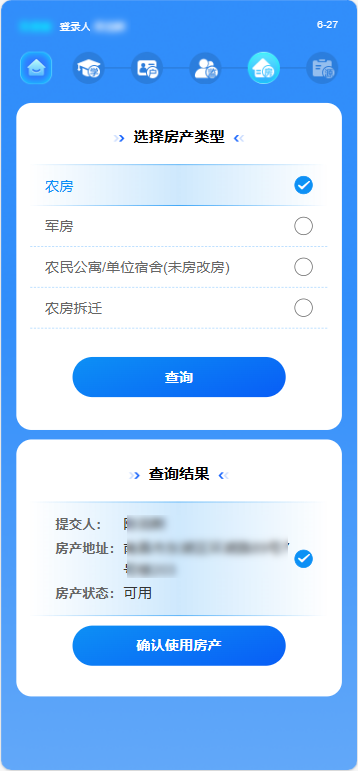 登录人
6-27
选择房产类型
农房
军房
农民公寓/单位宿舍(未房改房)
农房拆迁
查询
查询结果
提交人:
房产地址:
号
房产状态: 可用
确认使用房产